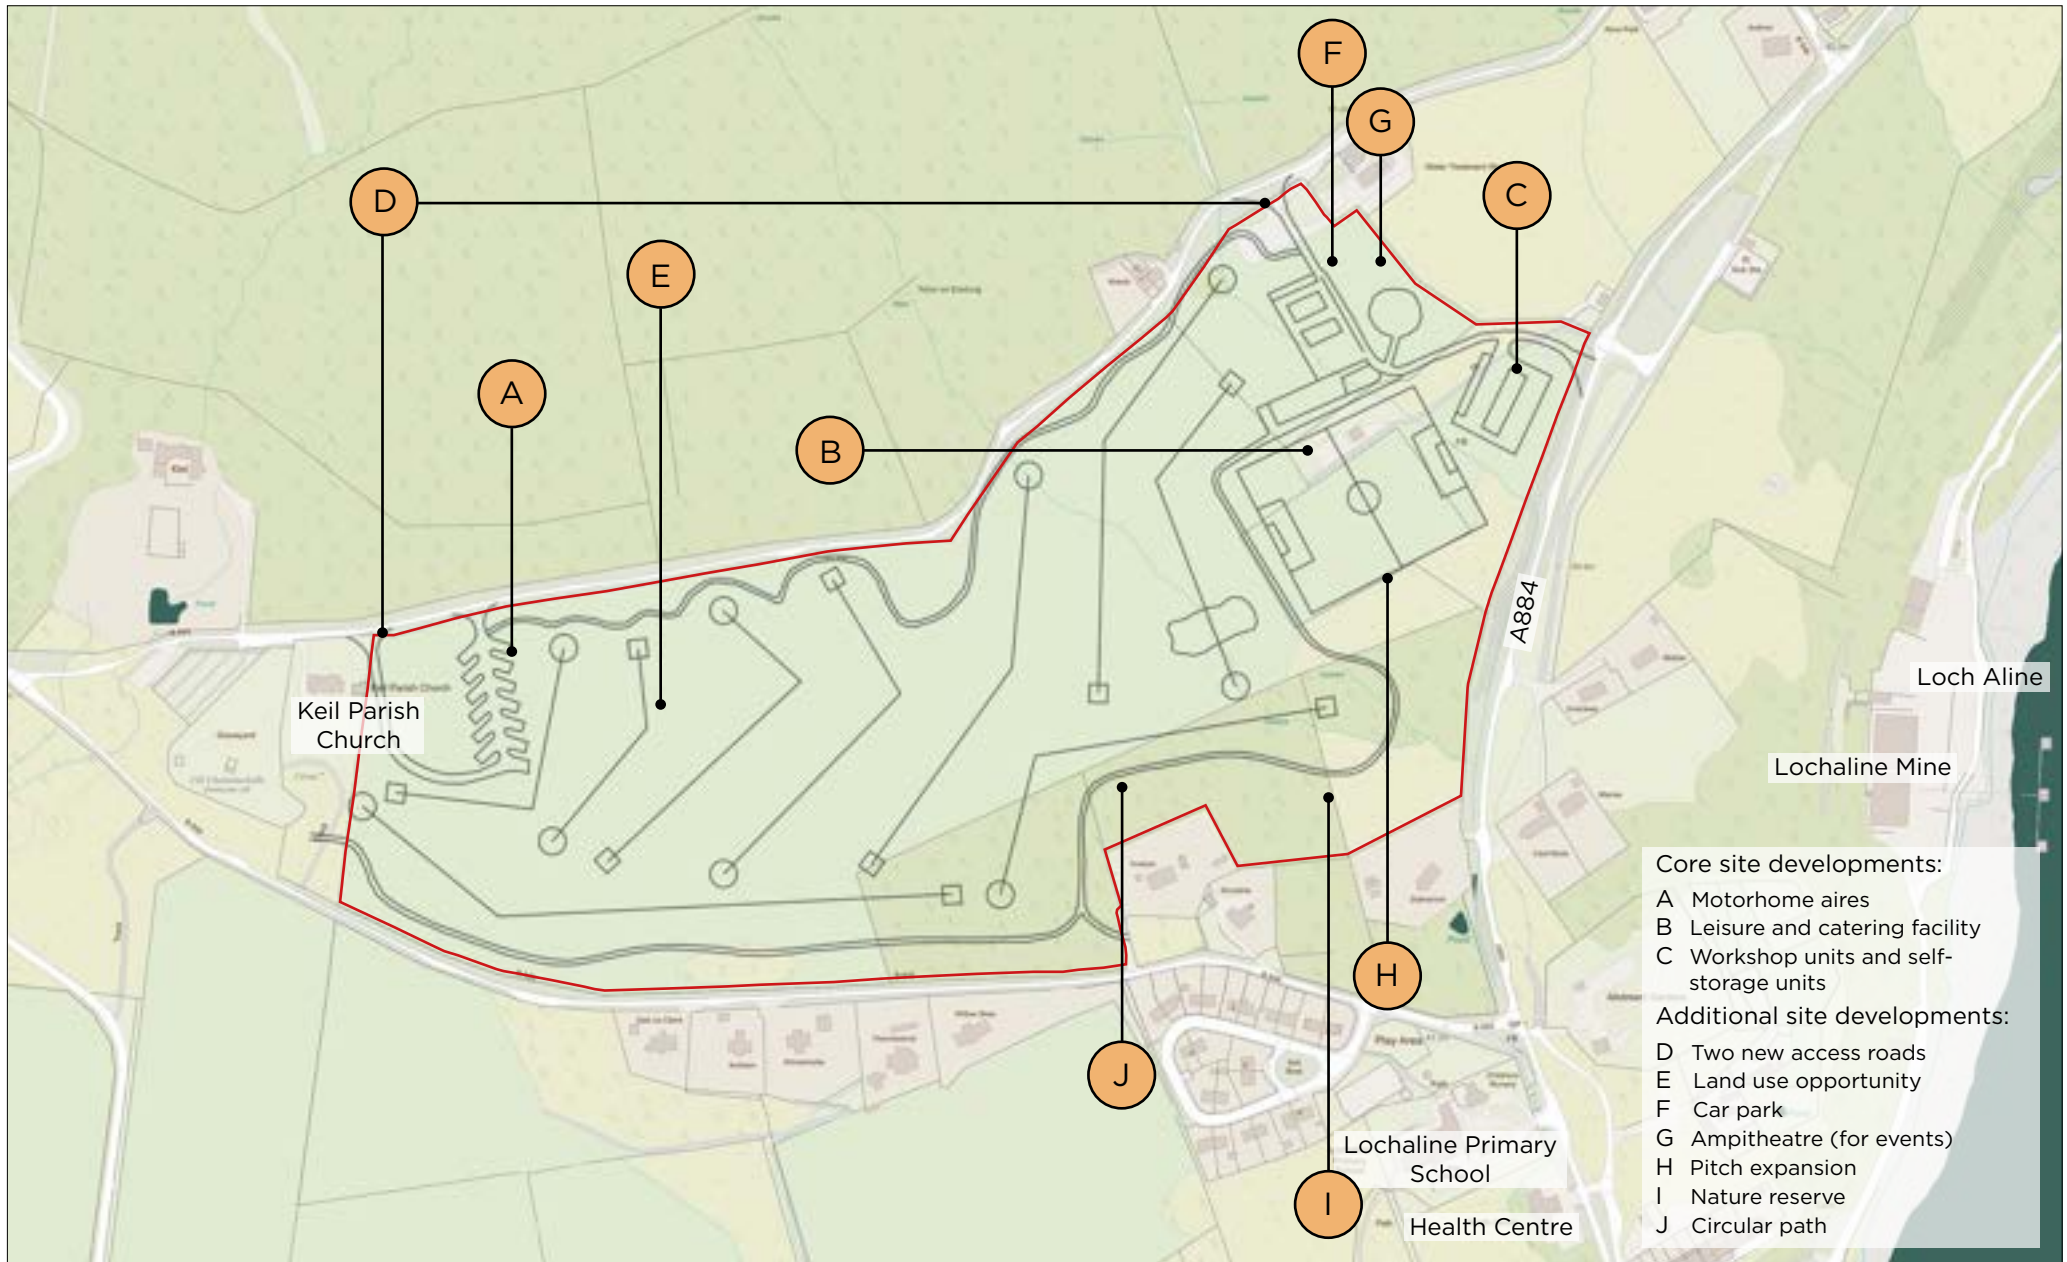 F
G
D
C
E
A
B
A884
Keil Parish
Church
Loch Aline
Lochaline Mine
H
J
I
Play Area
Lochaline Primary
School
Health Centre
Core site developments:
A Motorhome aires
B Leisure and catering facility
C Workshop units and self-
storage units
Additional site developments:
D Two new access roads
E Land use opportunity
F Car park
G Ampitheatre (for events)
H Pitch expansion
I Nature reserve
J Circular path